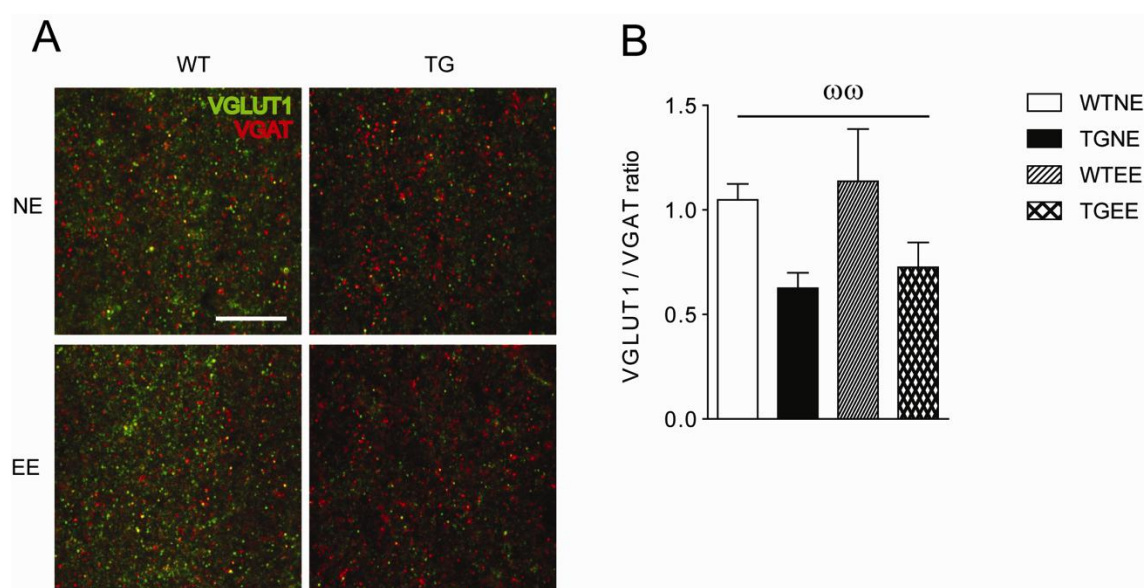 A
WT
TG
NE
VGLUT1
VGAT
EE
B
ωω
VGLUT1 / VGAT ratio
1.5
1.0
0.5
0.0
WTNE
TGNE
WTEE
TGEE